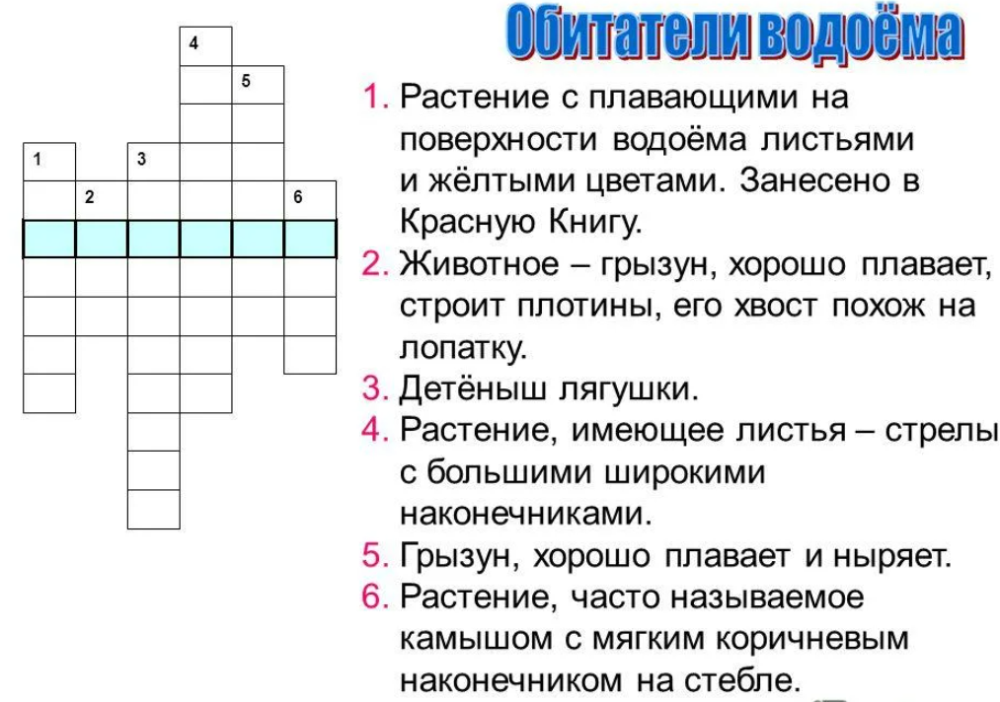 Обитатели водоёма
4
5
1
3
2
6
1. Растение с плавающими на
поверхности водоёма листьями
и жёлтыми цветами. Занесено в
Красную Книгу.
2. Животное – грызун, хорошо плавает,
строит плотины, его хвост похож на
лопатку.
3. Детёныш лягушки.
4. Растение, имеющее листья – стрелы
с большими широкими
наконечниками.
5. Грызун, хорошо плавает и ныряет.
6. Растение, часто называемое
камышом с мягким коричневым
наконечником на стебле.